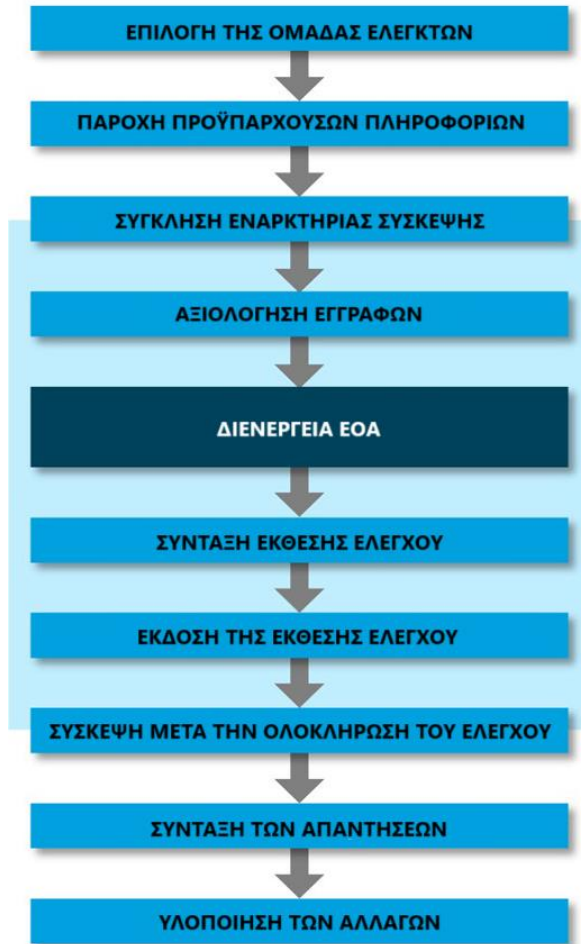 ΕΠΙΛΟΓΗ ΤΗΣ ΟΜΑΔΑΣ ΕΛΕΓΚΤΩΝ
ΠΑΡΟΧΗ ΠΡΟΫΠΑΡΧΟΥΣΩΝ ΠΛΗΡΟΦΟΡΙΩΝ
ΣΥΓΚΛΗΣΗ ΕΝΑΡΚΤΗΡΙΑΣ ΣΥΣΚΕΨΗΣ
ΑΞΙΟΛΟΓΗΣΗ ΕΓΓΡΑΦΩΝ
ΔΙΕΝΕΡΓΕΙΑ ΕΟΑ
ΣΥΝΤΑΞΗ ΕΚΘΕΣΗΣ ΕΛΕΓΧΟΥ
ΕΚΔΟΣΗ ΤΗΣ ΕΚΘΕΣΗΣ ΕΛΕΓΧΟΥ
ΣΥΣΚΕΨΗ ΜΕΤΑ ΤΗΝ ΟΛΟΚΛΗΡΩΣΗ ΤΟΥ ΕΛΕΓΧΟΥ
ΣΥΝΤΑΞΗ ΤΩΝ ΑΠΑΝΤΗΣΕΩΝ
ΥΛΟΠΟΙΗΣΗ ΤΩΝ ΑΛΛΑΓΩΝ